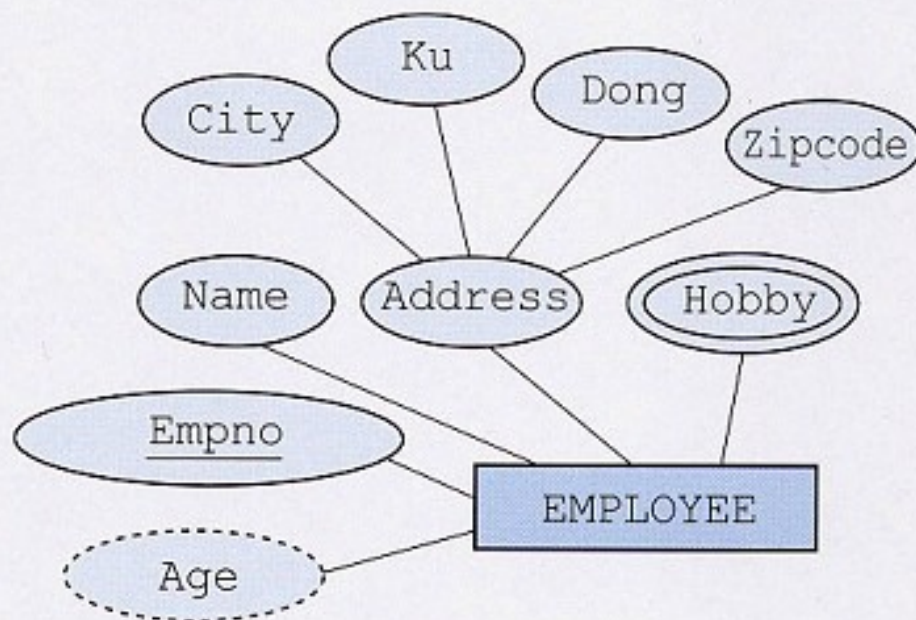 Ku
Dong
City
Zipcode
Name
Address
Hobby
Empno
EMPLOYEE
Age